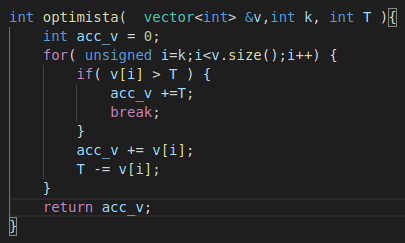 int optimista(  vector<int> &v,int k, int T ){
    int acc_v = 0;
    for( unsigned i=k;i<v.size();i++) {
        if( v[i] > T ) {
            acc_v +=T;
            break;
        }
        acc_v += v[i];
        T -= v[i];
    }
    return acc_v;
}